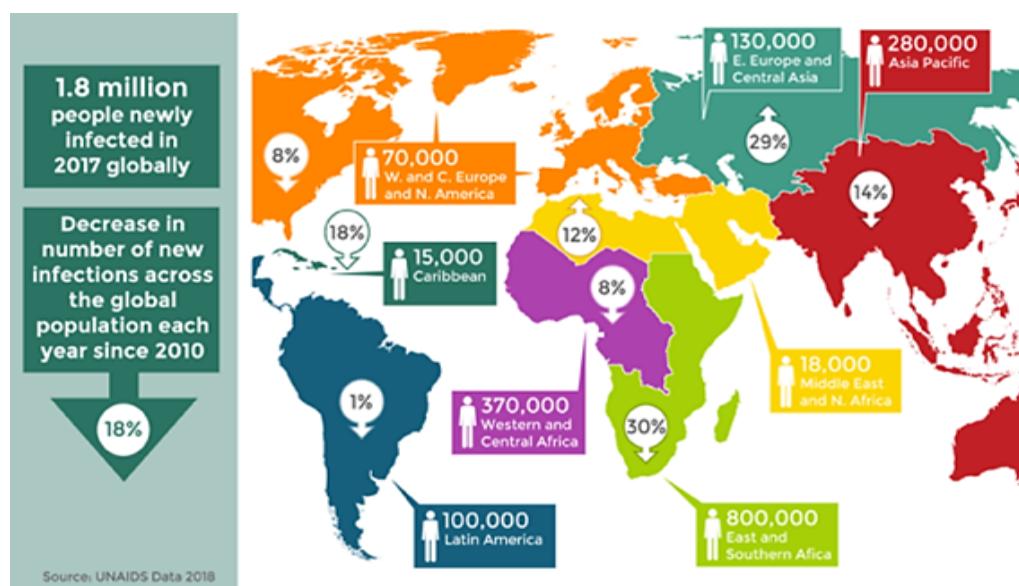 1.8 million
people newly
infected in
2017 globally
Decrease in
number of new
infections across
the global
population each
year since 2010
18%
Source: UNAIDS Data 2018
8%
70,000
W. and C. Europe
and N. America
130,000
E. Europe and
Central Asia
29%
280,000
Asia Pacific
14%
18%
15,000
Caribbean
12%
8%
18,000
Middle East
and N. Africa
1%
370,000
Western and
Central Africa
30%
100,000
Latin America
800,000
East and
Southern Afica